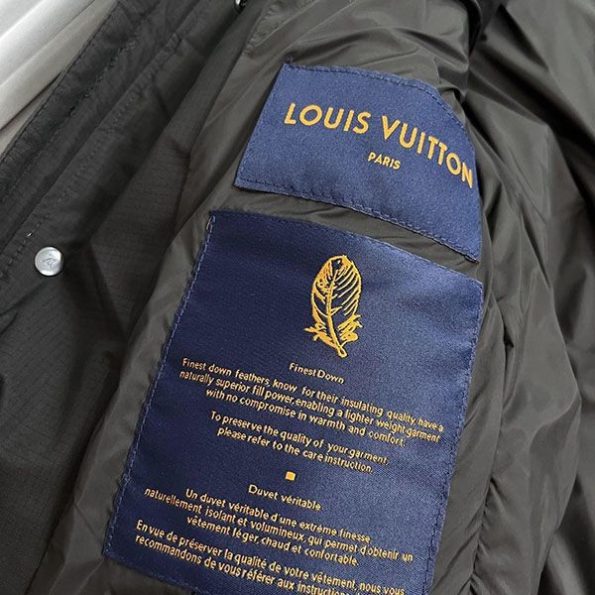 LOUIS VUITTON
PARIS
Finest Down
Finest down feathers, know for their insulating quality, have a
naturally superior fill power, enabling a lighter weight garment
with no compromise in warmth and comfort.
To preserve the quality of your garment,
please refer to the care instruction.
Duvet véritable
Un duvet véritable d'une extrême finesse
naturellement, isolant et volumineux, qui permet d'obtenir un
vêtement léger, chaud et confortable.
En vue de préserver la qualité de votre vêtement, nous vous
recommandons de vous référer aux instructions